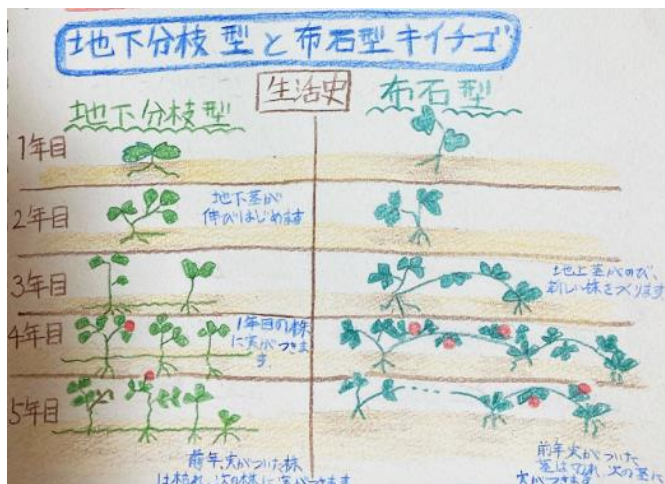 地下分枝型と布石型キイチゴ
生活史
地下分枝型
布石型
1年目
2年目
地下茎が
伸びはじめます
3年目
地上茎がのび、
新しい株をつくります
4年目
1年目の株
に実がつきま
す
5年目
前年、実がついた株
は枯れ、次の株に実がつきます
前年実がついた
茎は切れ、次の茎に
実がつきます